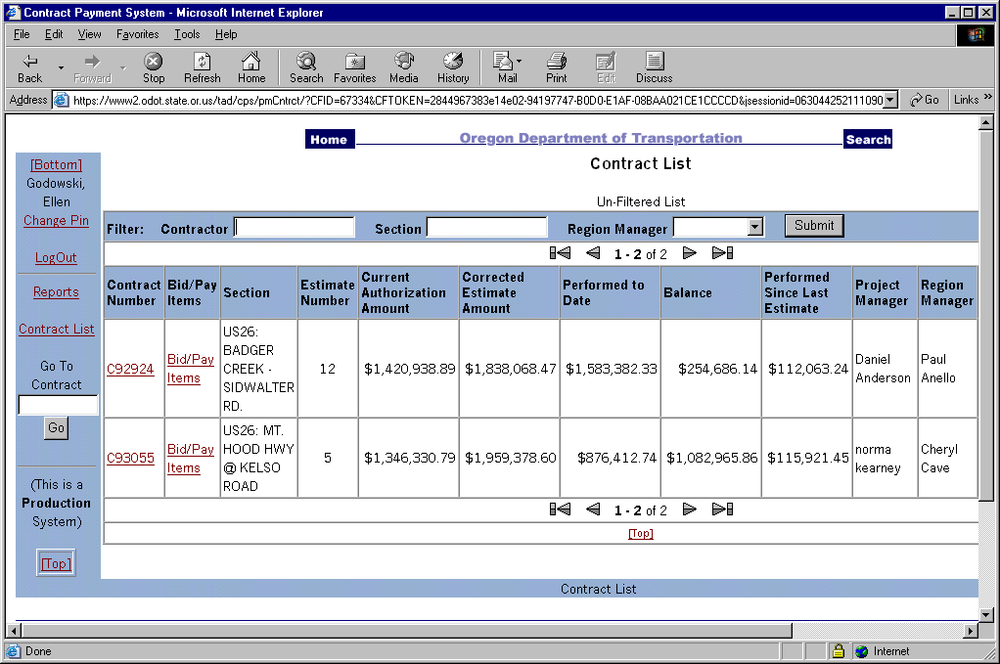 Contract Payment System - Microsoft Internet Explorer
File Edit View Favorites Tools Help
Back Forward Stop Refresh Home Search Favorites Media History Mail Print Edit Discuss
Address https://www2.odot.state.or.us/tad/cps/pmCntrct/?CFID=67334&CFTOKEN=2844967383e14e02-94197747-B0D0-E1AF-08BAA021CE1CCCCD&jsessionid=063044252111090 Go Links »
Home Oregon Department of Transportation Search
Contract List
Un-Filtered List
[Bottom]
Godowski,
Ellen
Change Pin
LogOut
Reports
Contract List
Go To
Contract
Go
(This is a
Production
System)
[Top]
Filter: Contractor Section Region Manager Submit
1 - 2 of 2
Contract Number Bid/Pay Items Section Estimate Number Current Authorization Amount Corrected Estimate Amount Performed to Date Balance Performed Since Last Estimate Project Manager Region Manager
C92924 Bid/Pay Items US26: BADGER CREEK - SIDWALTER RD. 12 $1,420,938.89 $1,838,068.47 $1,583,382.33 $254,686.14 $112,063.24 Daniel Anderson Paul Anello
C93055 Bid/Pay Items US26: MT. HOOD HWY @ KELSO ROAD 5 $1,346,330.79 $1,959,378.60 $876,412.74 $1,082,965.86 $115,921.45 norma kearney Cheryl Cave
1 - 2 of 2
[Top]
Contract List
Done Internet